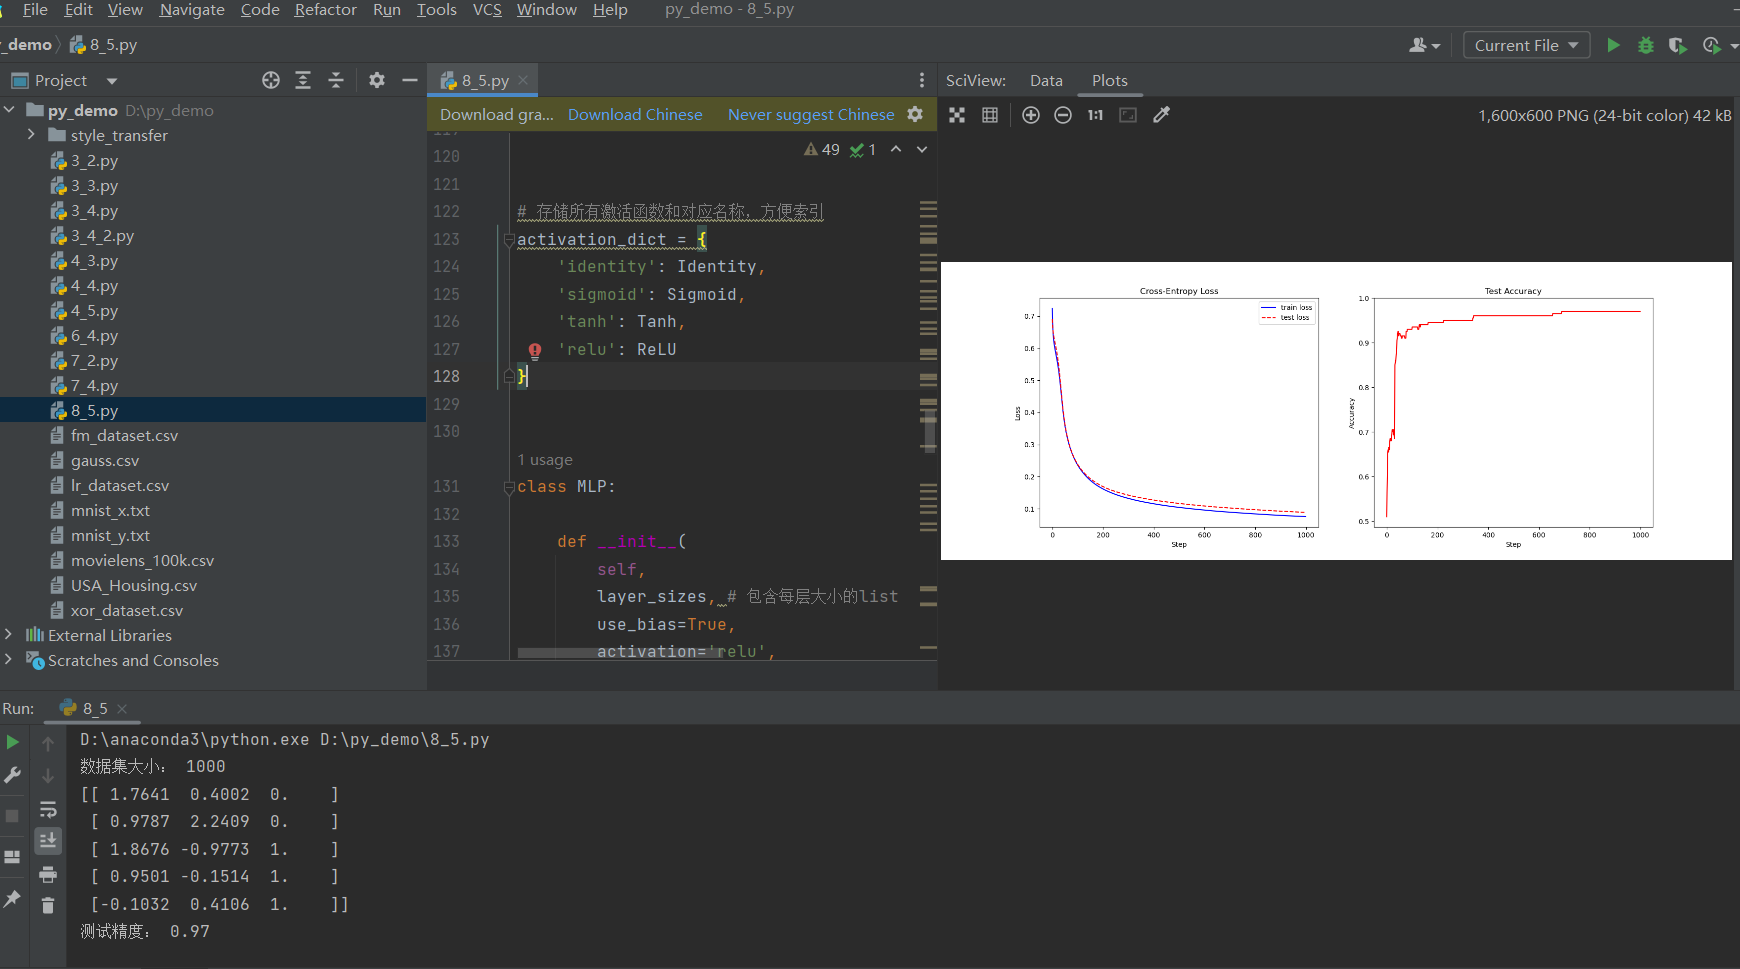 File Edit View Navigate Code Refactor Run Tools VCS Window Help py_demo - 8_5.py
_demo 8_5.py Current File
Project
py_demo D:\py_demo
style_transfer
3_2.py
3_3.py
3_4.py
3_4_2.py
4_3.py
4_4.py
4_5.py
6_4.py
7_2.py
7_4.py
8_5.py
fm_dataset.csv
gauss.csv
lr_dataset.csv
mnist_x.txt
mnist_y.txt
movielens_100k.csv
USA_Housing.csv
xor_dataset.csv
External Libraries
Scratches and Consoles
8_5.py
Download gra... Download Chinese Never suggest Chinese
49 1
120
121
122 # 存储所有激活函数和对应名称，方便索引
123 activation_dict = {
124 'identity': Identity,
125 'sigmoid': Sigmoid,
126 'tanh': Tanh,
127 'relu': ReLU
128 }
129
130
1 usage
131 class MLP:
132
133 def __init__(
134 self,
135 layer_sizes, # 包含每层大小的list
136 use_bias=True,
137 activation='relu',
SciView: Data Plots
1:1 1,600x600 PNG (24-bit color) 42 kB
Cross-Entropy Loss
train loss
test loss
Loss
0.7
0.6
0.5
0.4
0.3
0.2
0.1
0 200 400 600 800 1000
Step
Test Accuracy
Accuracy
1.0
0.9
0.8
0.7
0.6
0.5
0 200 400 600 800 1000
Step
Run: 8_5
D:\anaconda3\python.exe D:\py_demo\8_5.py
数据集大小： 1000
[[ 1.7641 0.4002 0. ]
[ 0.9787 2.2409 0. ]
[ 1.8676 -0.9773 1. ]
[ 0.9501 -0.1514 1. ]
[-0.1032 0.4106 1. ]]
测试精度： 0.97